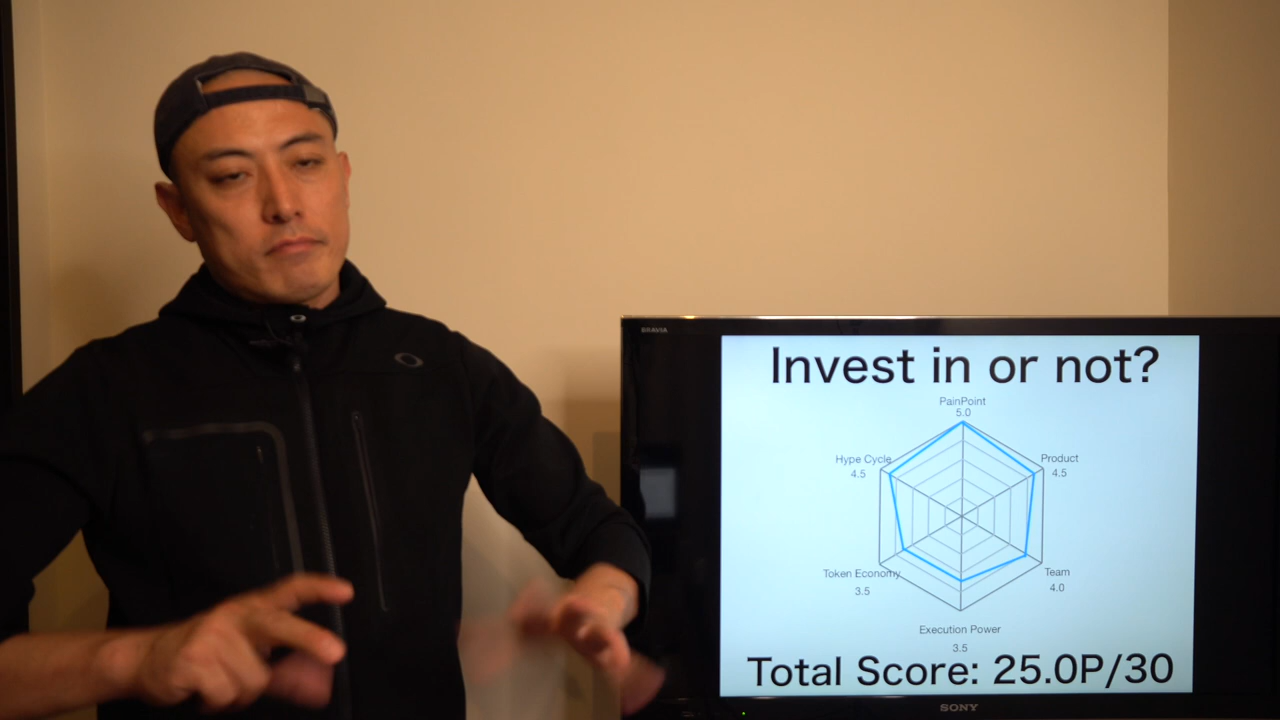 BRAVIA
Invest in or not?
PainPoint
5.0
Hype Cycle
4.5
Product
4.5
Token Economy
3.5
Team
4.0
Execution Power
3.5
Total Score: 25.0P/30
SONY